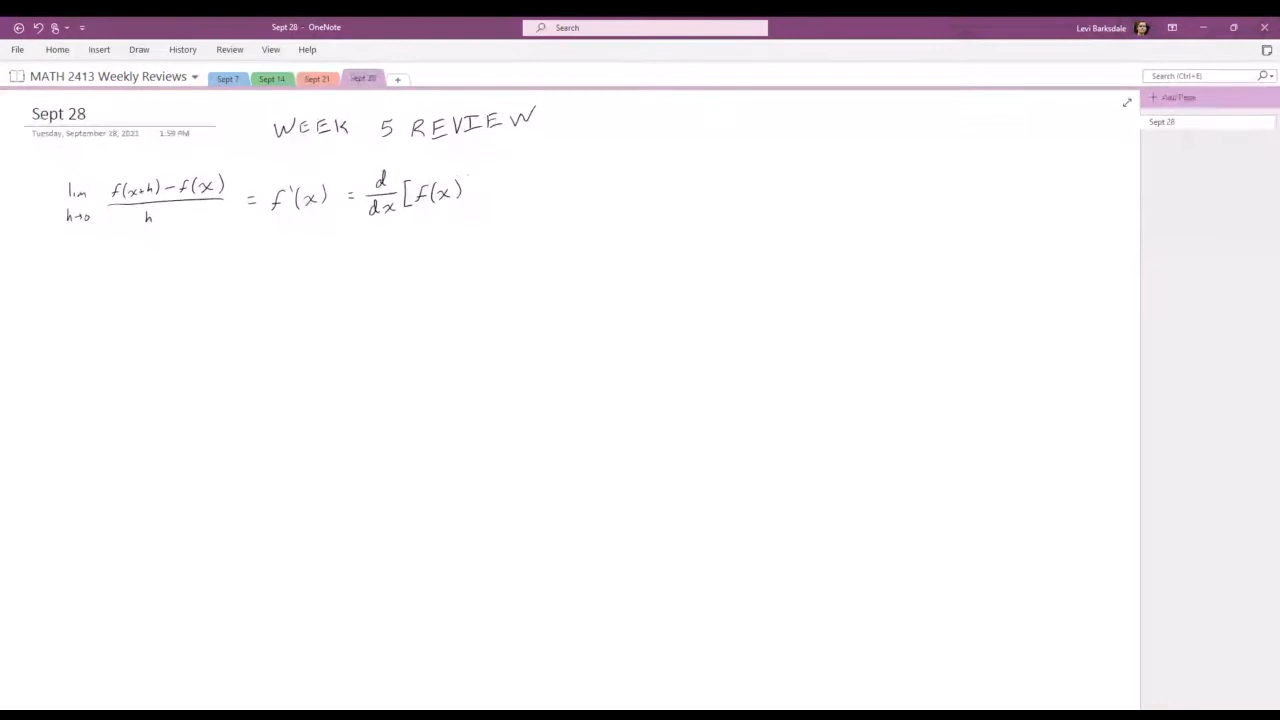 Sept 28 - OneNote
Search
Levi Barksdale
File Home Insert Draw History Review View Help
MATH 2413 Weekly Reviews
Sept 7 Sept 14 Sept 21 Sept 28 +
Search (Ctrl+E)
+ Add Page
Sept 28
Sept 28
Tuesday, September 28, 2021 1:59 PM
WEEK 5 REVIEW
lim h→0 f(x+h)-f(x) / h = f'(x) = d/dx [f(x)